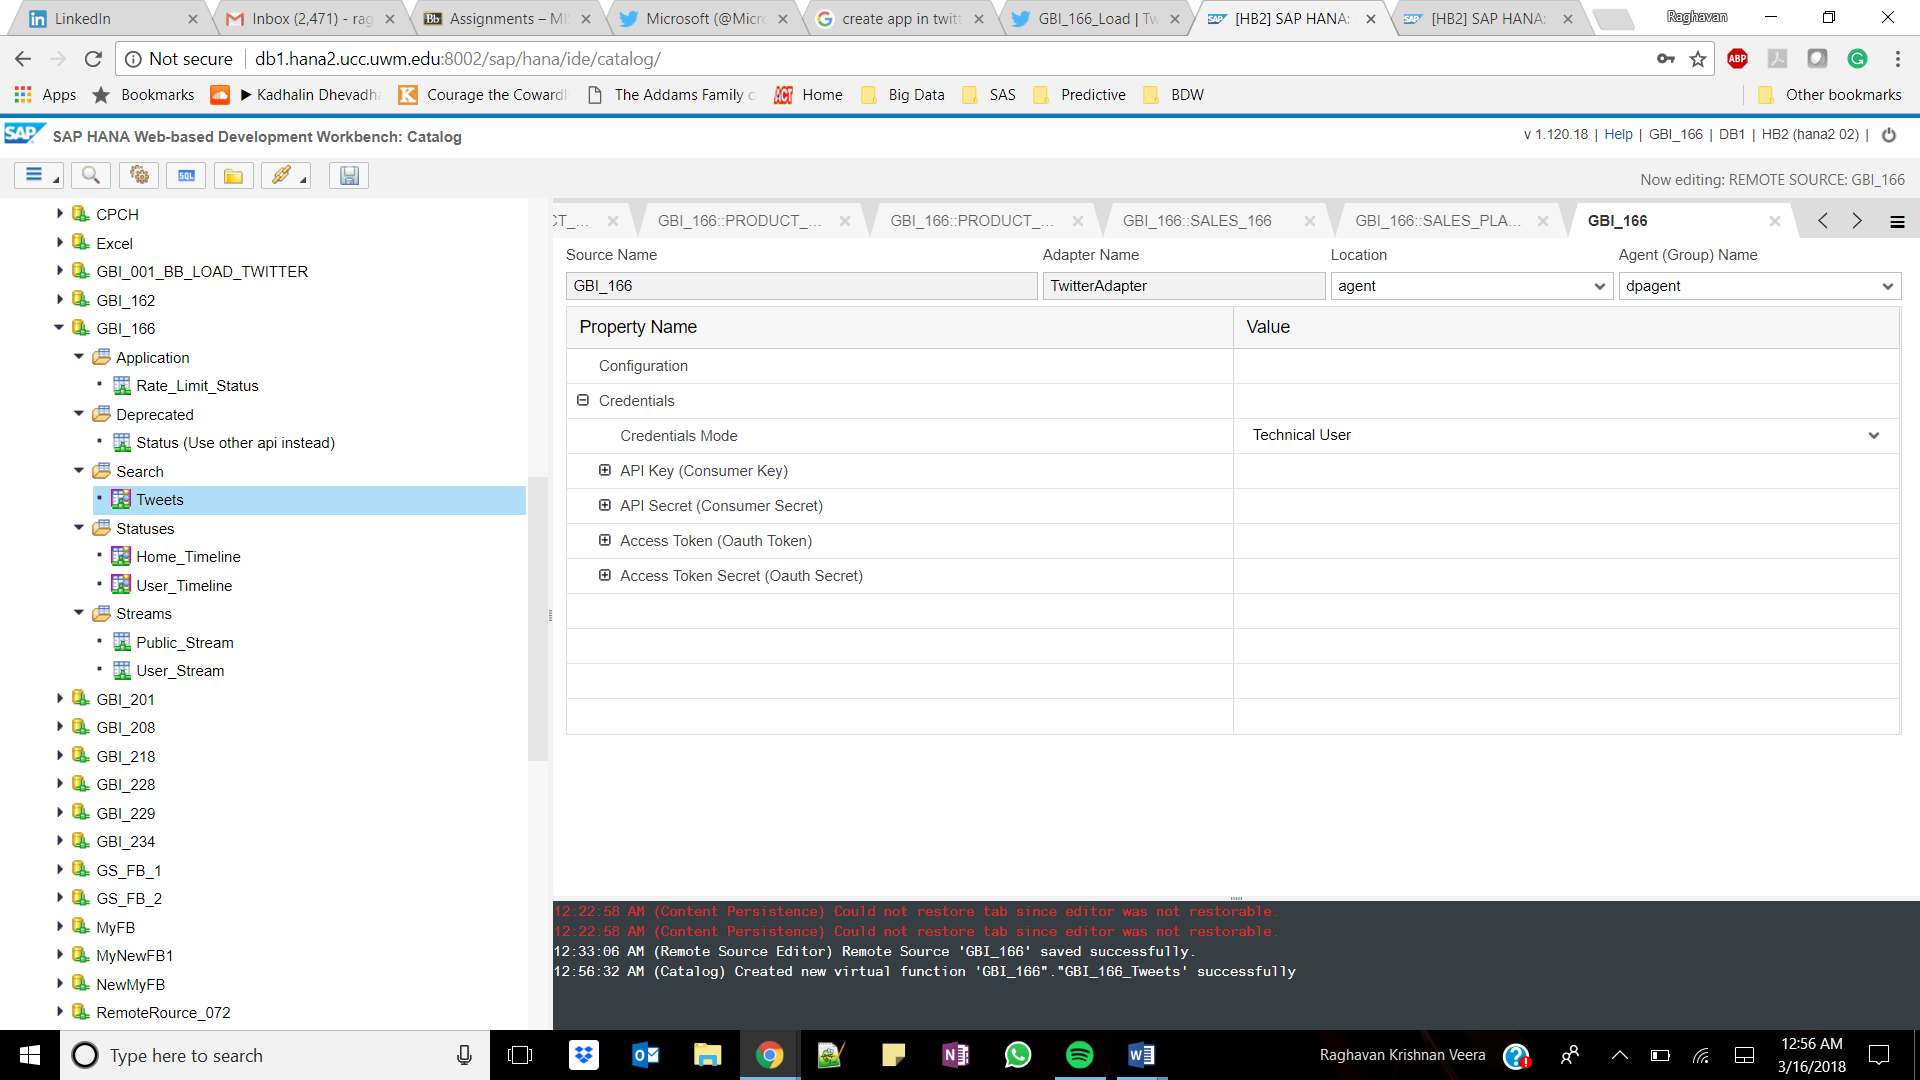 LinkedIn
Inbox (2,471) - rag
Assignments – MI
Microsoft (@Micro
create app in twitt
GBI_166_Load | Tw
[HB2] SAP HANA:
[HB2] SAP HANA:
Raghavan
Not secure
db1.hana2.ucc.uwm.edu:8002/sap/hana/ide/catalog/
ABP
Apps
Bookmarks
Kadhalin Dhevadha
Courage the Cowardl
The Addams Family c
Home
Big Data
SAS
Predictive
BDW
Other bookmarks
SAP
SAP HANA Web-based Development Workbench: Catalog
v 1.120.18 | Help | GBI_166 | DB1 | HB2 (hana2 02) |
SQL
Now editing: REMOTE SOURCE: GBI_166
CPCH
Excel
GBI_001_BB_LOAD_TWITTER
GBI_162
GBI_166
Application
Rate_Limit_Status
Deprecated
Status (Use other api instead)
Search
Tweets
Statuses
Home_Timeline
User_Timeline
Streams
Public_Stream
User_Stream
GBI_201
GBI_208
GBI_218
GBI_228
GBI_229
GBI_234
GS_FB_1
GS_FB_2
MyFB
MyNewFB1
NewMyFB
RemoteRource_072
CT_...
GBI_166::PRODUCT_...
GBI_166::PRODUCT_...
GBI_166::SALES_166
GBI_166::SALES_PLA...
GBI_166
Source Name
Adapter Name
Location
Agent (Group) Name
GBI_166
TwitterAdapter
agent
dpagent
Property Name
Value
Configuration
Credentials
Credentials Mode
Technical User
API Key (Consumer Key)
API Secret (Consumer Secret)
Access Token (Oauth Token)
Access Token Secret (Oauth Secret)
12:22:58 AM (Content Persistence) Could not restore tab since editor was not restorable.
12:22:58 AM (Content Persistence) Could not restore tab since editor was not restorable.
12:33:06 AM (Remote Source Editor) Remote Source 'GBI_166' saved successfully.
12:56:32 AM (Catalog) Created new virtual function 'GBI_166"."GBI_166_Tweets' successfully
Type here to search
Raghavan Krishnan Veera
12:56 AM
3/16/2018